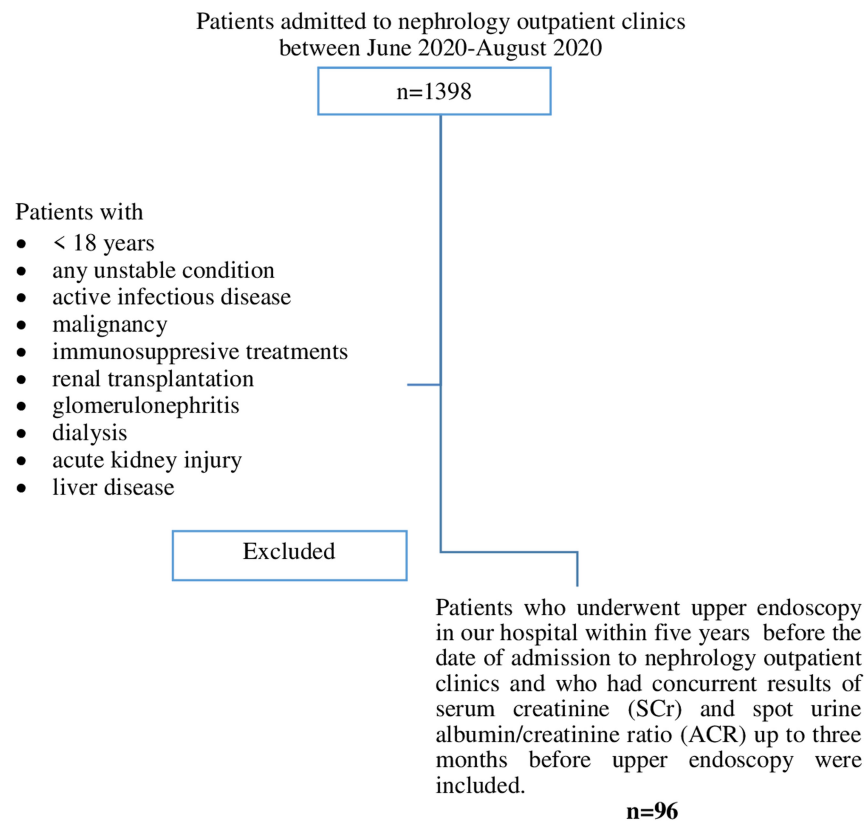 Patients admitted to nephrology outpatient clinics
between June 2020-August 2020
n=1398
Patients with
• < 18 years
• any unstable condition
• active infectious disease
• malignancy
• immunosuppresive treatments
• renal transplantation
• glomerulonephritis
• dialysis
• acute kidney injury
• liver disease
Excluded
Patients who underwent upper endoscopy
in our hospital within five years before the
date of admission to nephrology outpatient
clinics and who had concurrent results of
serum creatinine (SCr) and spot urine
albumin/creatinine ratio (ACR) up to three
months before upper endoscopy were
included.
n=96